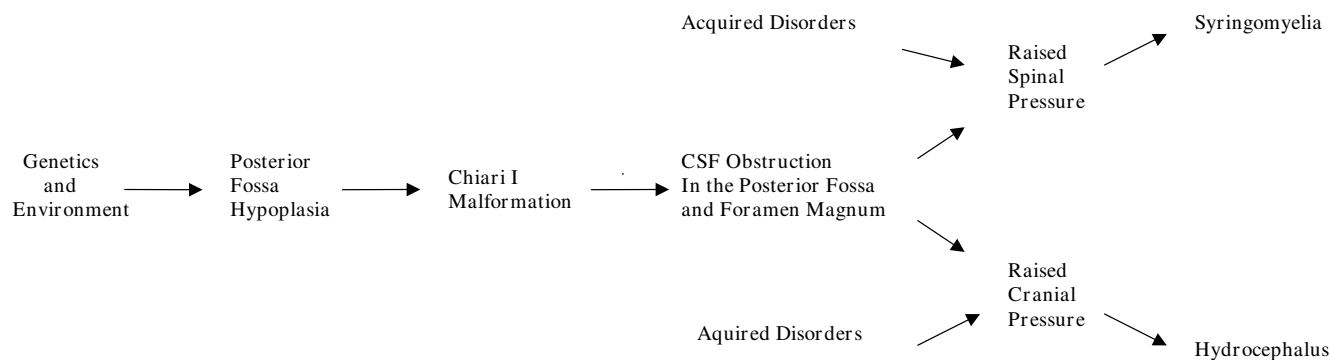 Acquired Disorders
Syringomyelia
Raised
Spinal
Pressure
Genetics
and
Environment
Posterior
Fossa
Hypoplasia
Chiari I
Malformation
CSF Obstruction
In the Posterior Fossa
and Foramen Magnum
Raised
Cranial
Pressure
Aquired Disorders
Hydrocephalus